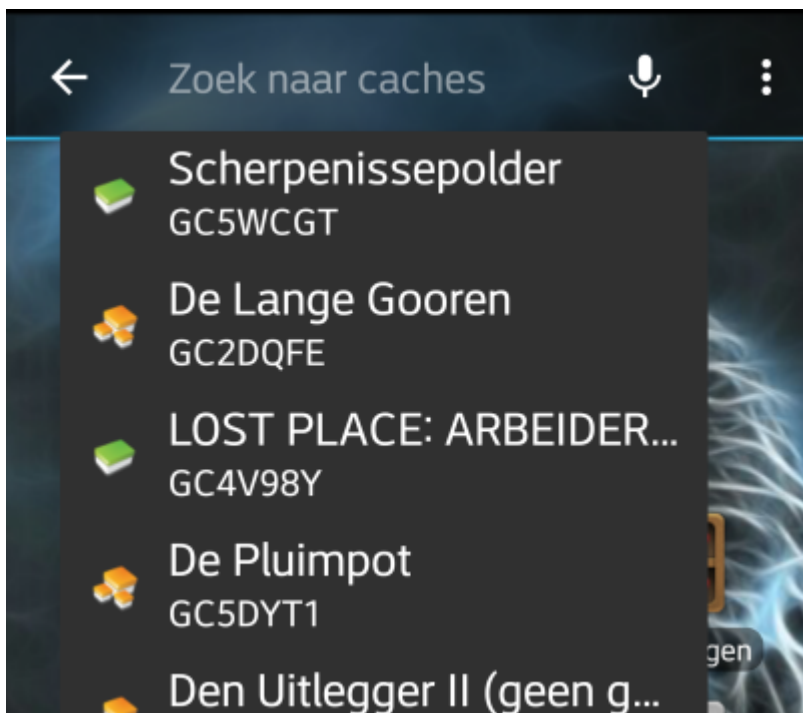 Zoek naar caches
Scherpenissepolder
GC5WCGT
De Lange Gooren
GC2DQFE
LOST PLACE: ARBEIDER...
GC4V98Y
De Pluimpot
GC5DYT1
gen
Den Uitlegger II (geen g...